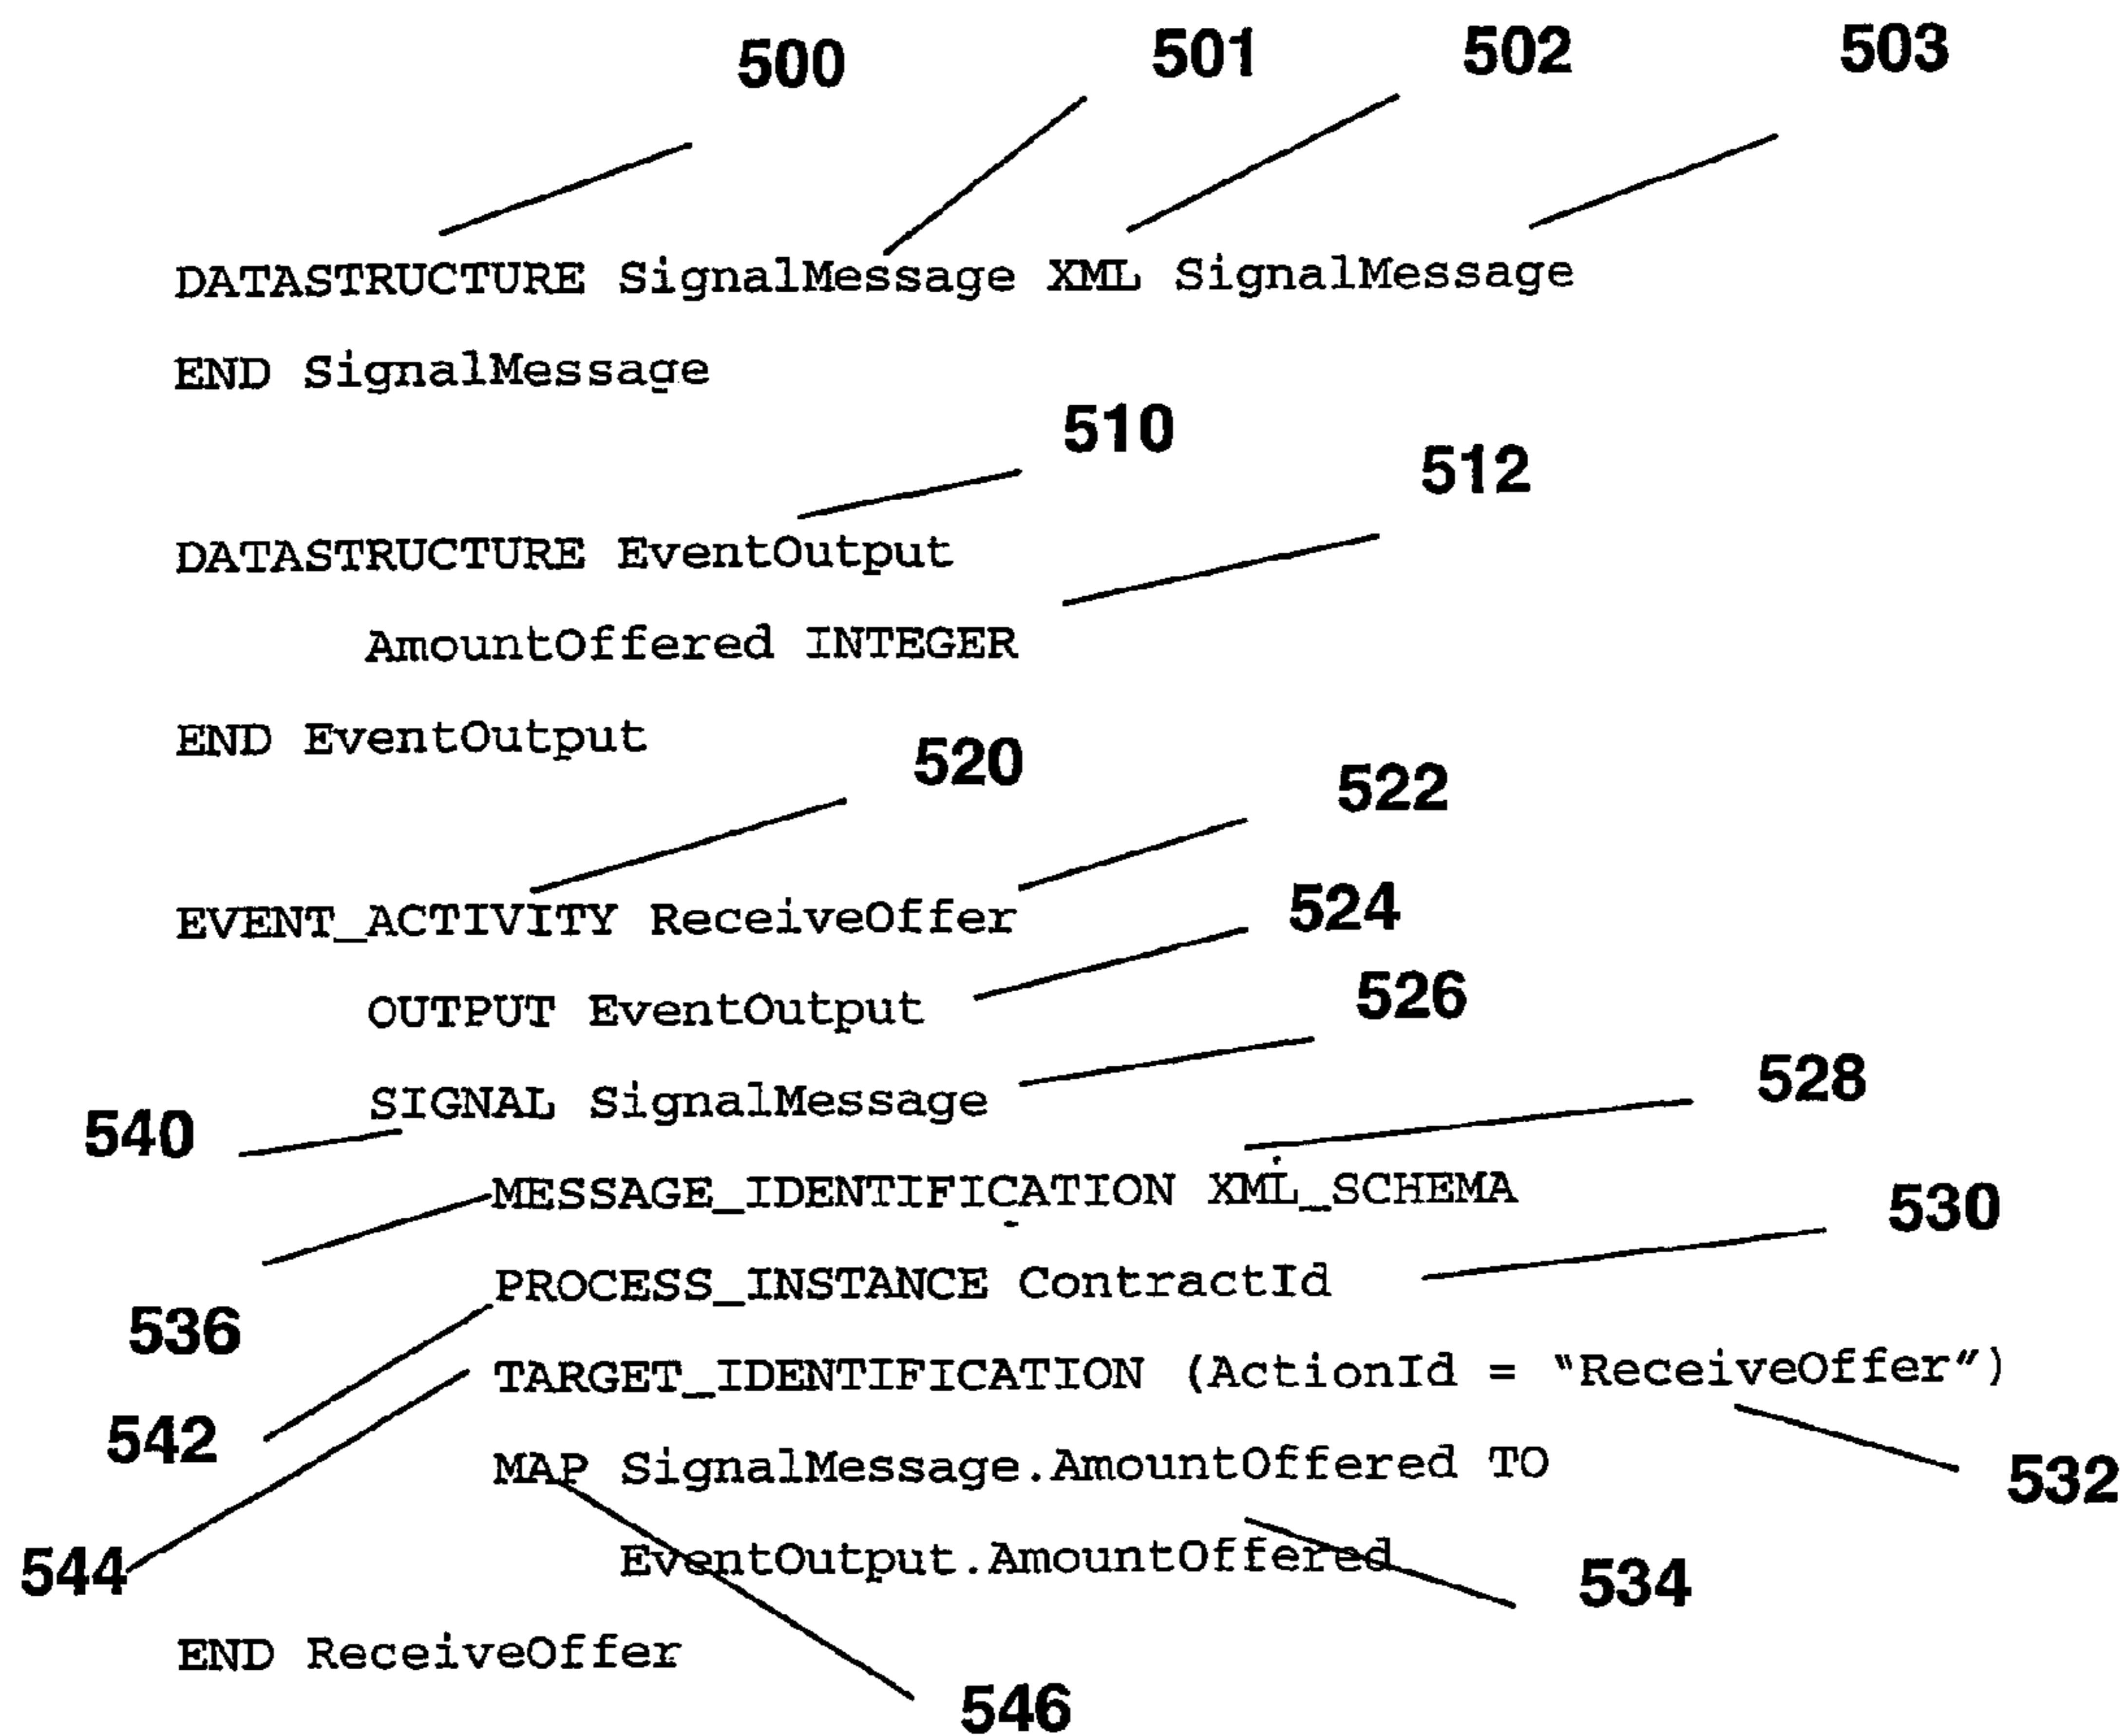 500 501 502 503
DATASTRUCTURE SignalMessage XML SignalMessage
END SignalMessage
510
512
DATASTRUCTURE EventOutput
AmountOffered INTEGER
END EventOutput
520
522
EVENT_ACTIVITY ReceiveOffer
524
OUTPUT EventOutput
526
SIGNAL SignalMessage
528
540
MESSAGE_IDENTIFICATION XML_SCHEMA
530
PROCESS_INSTANCE ContractId
536
TARGET_IDENTIFICATION (ActionId = "ReceiveOffer")
542
MAP SignalMessage.AmountOffered TO
532
EventOutput.AmountOffered
544
534
END ReceiveOffer
546